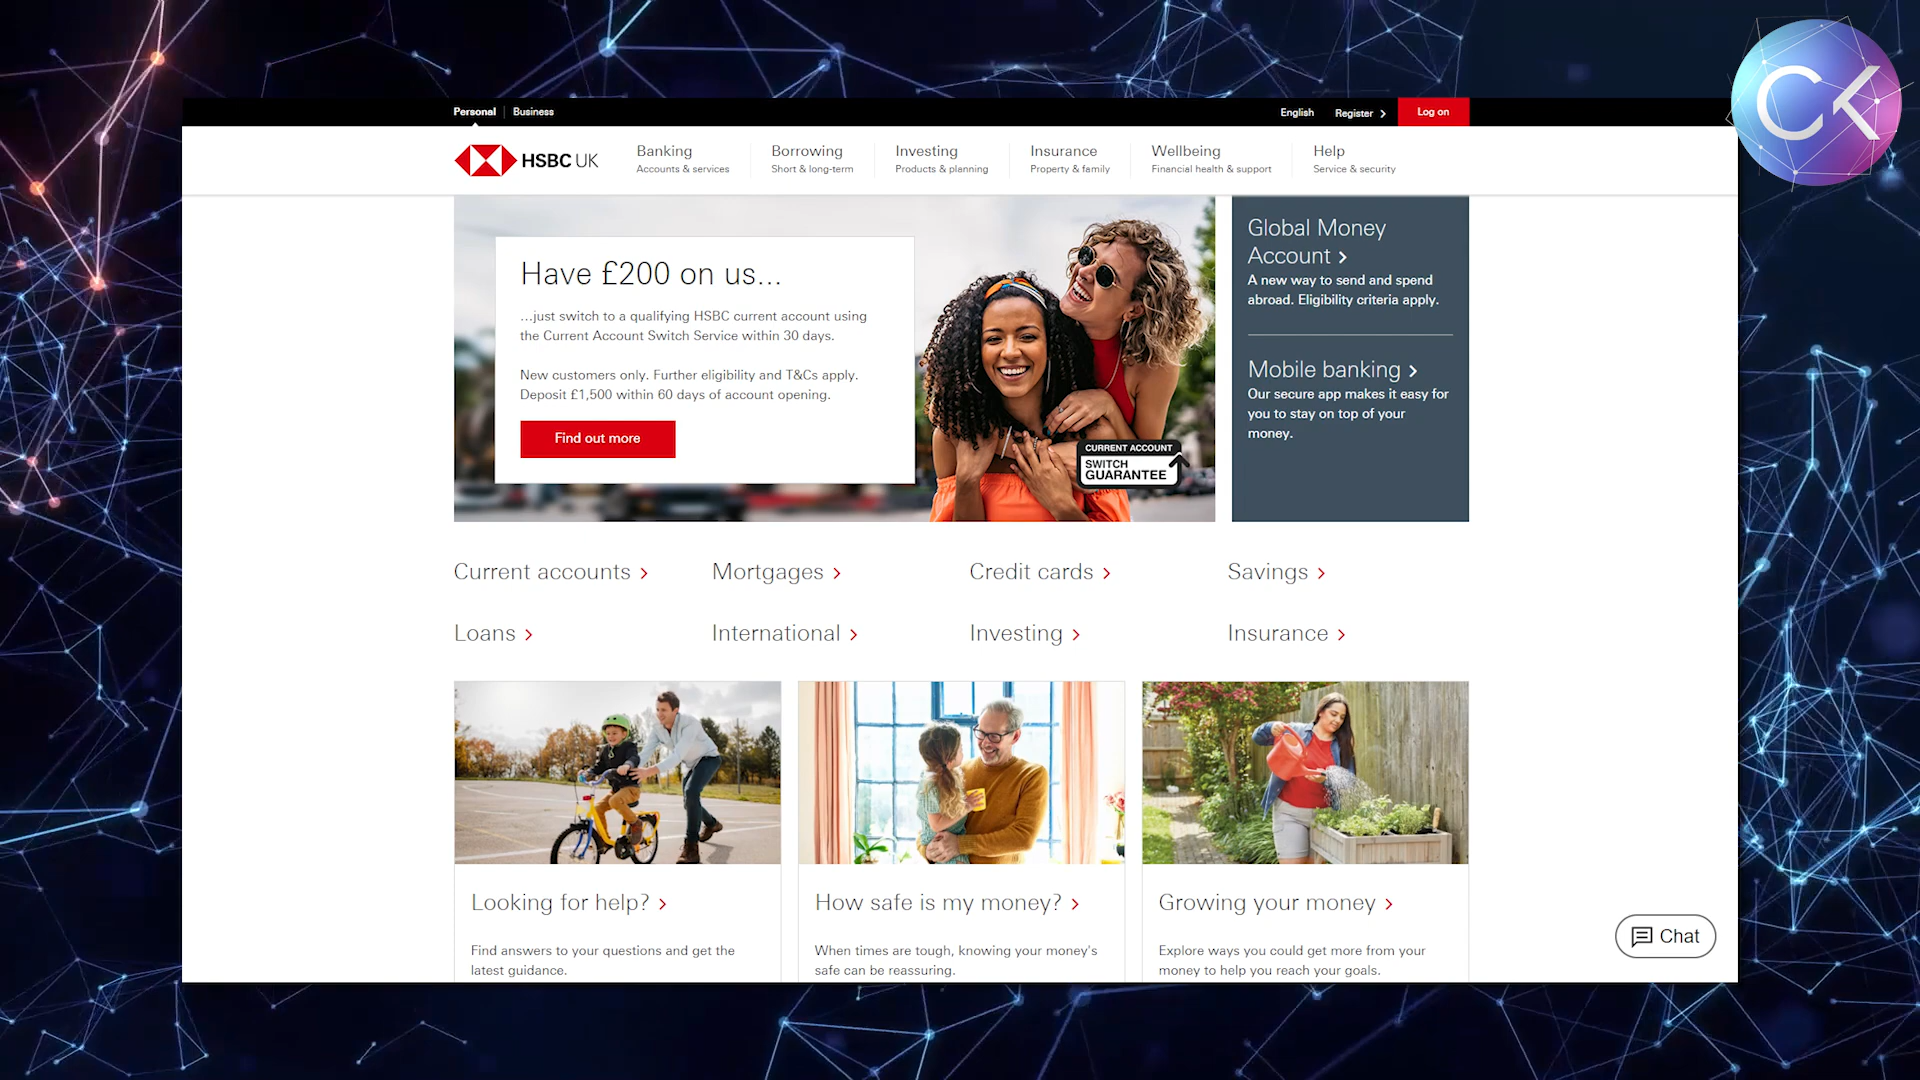 CK
Personal Business
English Register Log on
HSBC UK
Banking
Accounts & services
Borrowing
Short & long-term
Investing
Products & planning
Insurance
Property & family
Wellbeing
Financial health & support
Help
Service & security
Have £200 on us...
...just switch to a qualifying HSBC current account using
the Current Account Switch Service within 30 days.
New customers only. Further eligibility and T&Cs apply.
Deposit £1,500 within 60 days of account opening.
Find out more
CURRENT ACCOUNT
SWITCH
GUARANTEE
Global Money
Account
A new way to send and spend
abroad. Eligibility criteria apply.
Mobile banking
Our secure app makes it easy for
you to stay on top of your
money.
Current accounts Mortgages Credit cards Savings
Loans International Investing Insurance
Looking for help?
Find answers to your questions and get the
latest guidance.
How safe is my money?
When times are tough, knowing your money's
safe can be reassuring.
Growing your money
Explore ways you could get more from your
money to help you reach your goals.
Chat